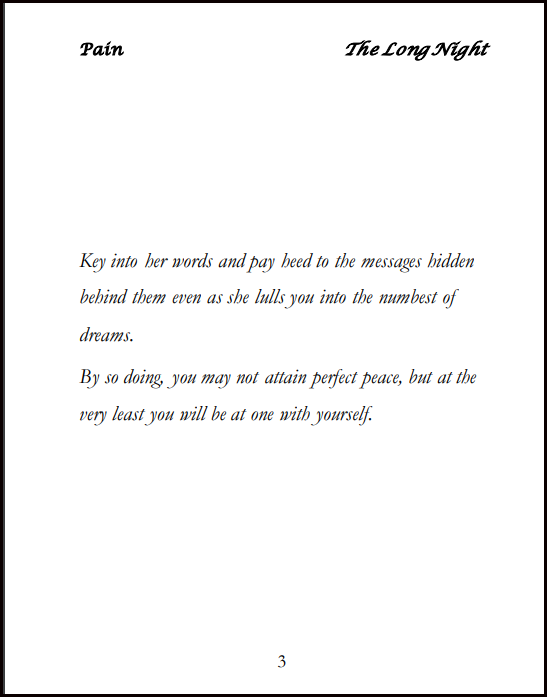 Pain The Long Night
Key into her words and pay heed to the messages hidden
behind them even as she lulls you into the numbest of
dreams.
By so doing, you may not attain perfect peace, but at the
very least you will be at one with yourself.
3